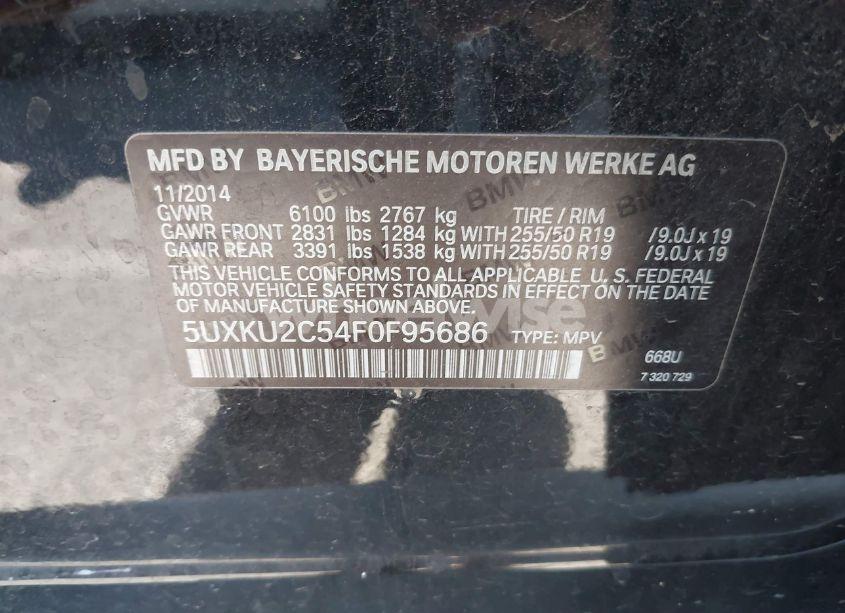 MFD BY BAYERISCHE MOTOREN WERKE AG
11/2014
GVWR 6100 lbs 2767 kg TIRE / RIM
GAWR FRONT 2831 lbs 1284 kg WITH 255/50 R19 /9.0J x 19
GAWR REAR 3391 lbs 1538 kg WITH 255/50 R19 /9.0J x 19
THIS VEHICLE CONFORMS TO ALL APPLICABLE U. S. FEDERAL
MOTOR VEHICLE SAFETY STANDARDS IN EFFECT ON THE DATE
OF MANUFACTURE SHOWN ABOVE.
5UXKU2C54F0F95686 TYPE: MPV
668U
7 320 729